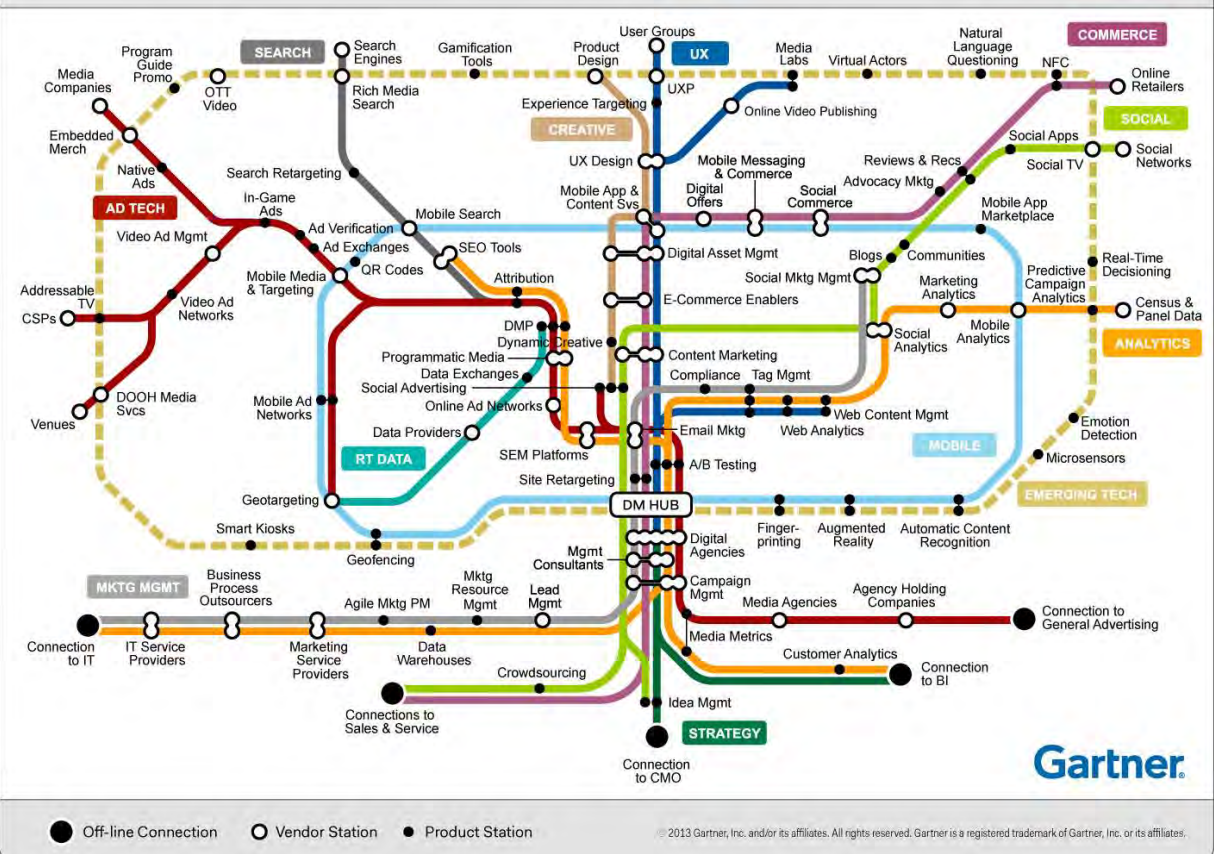 User Groups
COMMERCE
SEARCH
Search
Engines
Gamification
Tools
Product
Design
UX
Media
Labs
Virtual Actors
Natural
Language
Questioning
NFC
Program
Guide
Promo
Media
Companies
OTT
Video
Rich Media
Search
UXP
Online
Retailers
Experience Targeting
Online Video Publishing
CREATIVE
SOCIAL
Embedded
Merch
Social Apps
Social TV
Social
Networks
Native
Ads
Search Retargeting
UX Design
Mobile Messaging
& Commerce
Reviews & Recs
Advocacy Mktg
AD TECH
In-Game
Ads
Mobile App &
Content Svs
Digital
Offers
Social
Commerce
Mobile App
Marketplace
Mobile Search
Ad Verification
Video Ad Mgmt
Ad Exchanges
SEO Tools
QR Codes
Digital Asset Mgmt
Blogs
Communities
Mobile Media
& Targeting
Attribution
Social Mktg Mgmt
Marketing
Analytics
Predictive
Campaign
Analytics
Real-Time
Decisioning
Addressable
TV
CSPs
Video Ad
Networks
E-Commerce Enablers
Census &
Panel Data
DMP
Dynamic Creative
Social
Analytics
Mobile
Analytics
ANALYTICS
Programmatic Media
Content Marketing
Data Exchanges
Compliance
Tag Mgmt
Social Advertising
DOOH Media
Svcs
Venues
Mobile Ad
Networks
Online Ad Networks
Web Content Mgmt
Data Providers
Email Mktg
Web Analytics
Emotion
Detection
RT DATA
SEM Platforms
MOBILE
Microsensors
A/B Testing
Site Retargeting
EMERGING TECH
Geotargeting
DM HUB
Smart Kiosks
Finger-
printing
Augmented
Reality
Automatic Content
Recognition
Geofencing
Digital
Agencies
Mgmt
Consultants
MKTG MGMT
Business
Process
Outsourcers
Agile Mktg PM
Mktg
Resource
Mgmt
Lead
Mgmt
Campaign
Mgmt
Media Agencies
Agency Holding
Companies
Connection to
General Advertising
Connection
to IT
IT Service
Providers
Marketing
Service
Providers
Data
Warehouses
Media Metrics
Customer Analytics
Connection
to BI
Crowdsourcing
Idea Mgmt
Connections to
Sales & Service
STRATEGY
Connection
to CMO
Gartner®
Off-line Connection
Vendor Station
Product Station
© 2013 Gartner, Inc. and/or its affiliates. All rights reserved. Gartner is a registered trademark of Gartner, Inc. or its affiliates.